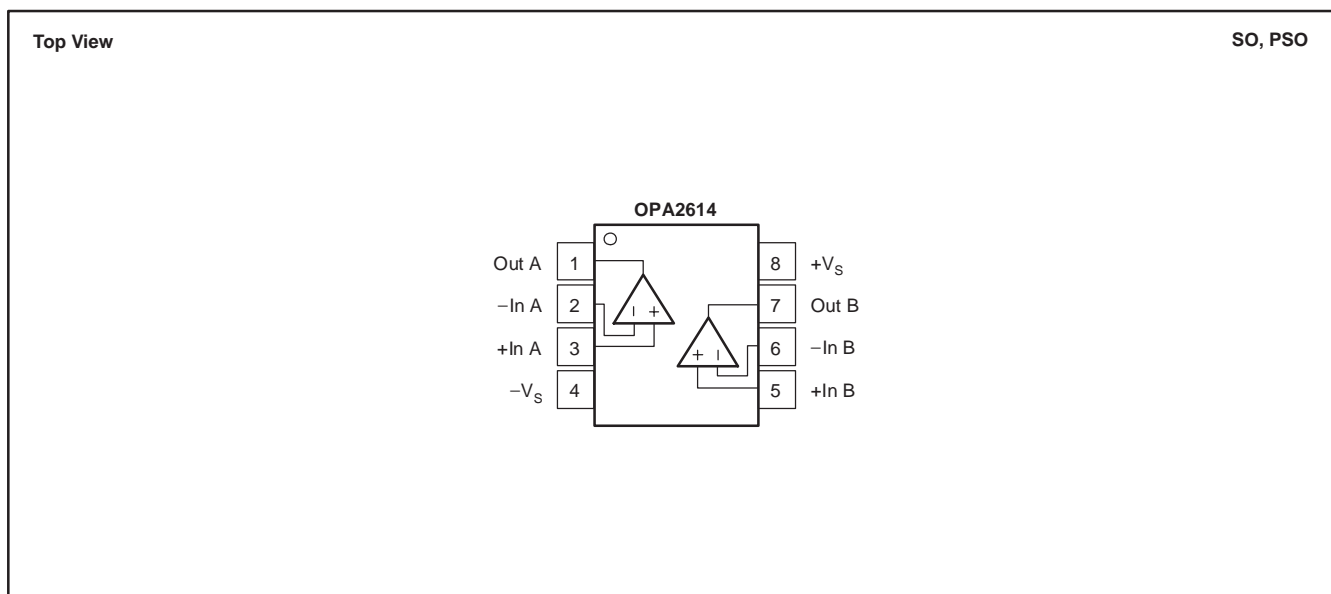 Top View
SO, PSO
OPA2614
Out A 1
−In A 2
+In A 3
−VS 4
8 +VS
7 Out B
6 −In B
5 +In B
− +
+ −